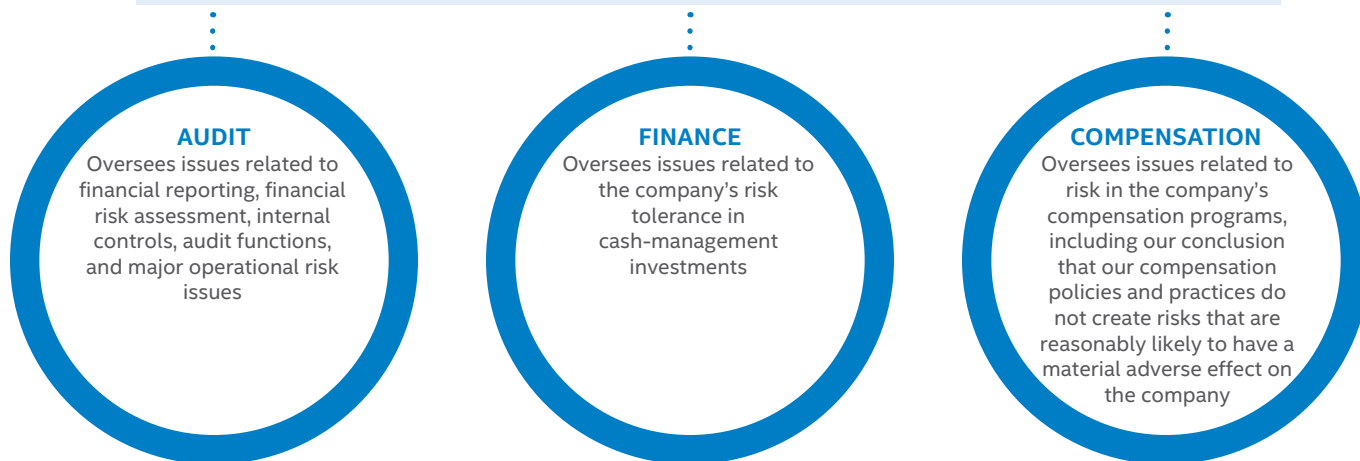 AUDIT
Oversees issues related to
financial reporting, financial
risk assessment, internal
controls, audit functions,
and major operational risk
issues
FINANCE
Oversees issues related to
the company’s risk
tolerance in
cash-management
investments
COMPENSATION
Oversees issues related to
risk in the company’s
compensation programs,
including our conclusion
that our compensation
policies and practices do
not create risks that are
reasonably likely to have a
material adverse effect on
the company